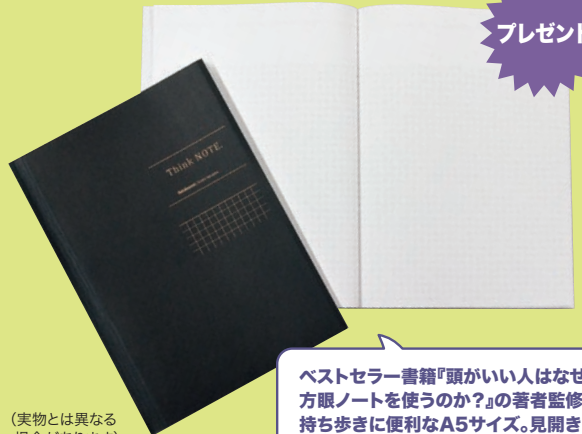 プレゼント
Think NOTE.
ベストセラー書籍『頭がいい人はなぜ
方眼ノートを使うのか?』の著者監修
持ち歩きに便利なA5サイズ。見開き
(実物とは異なる